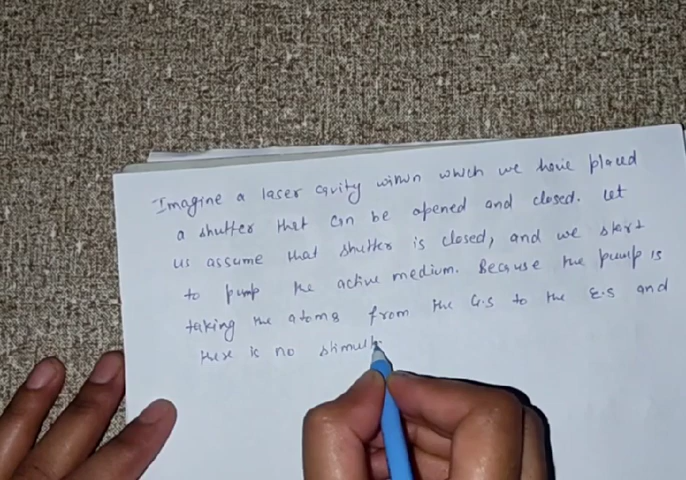 Imagine a laser cavity within which we have placed
a shutter that can be opened and closed. Let
us assume that shutter is closed, and we start
to pump the active medium. Because the pump is
taking the atoms from the G.S to the E.S and
there is no stimul